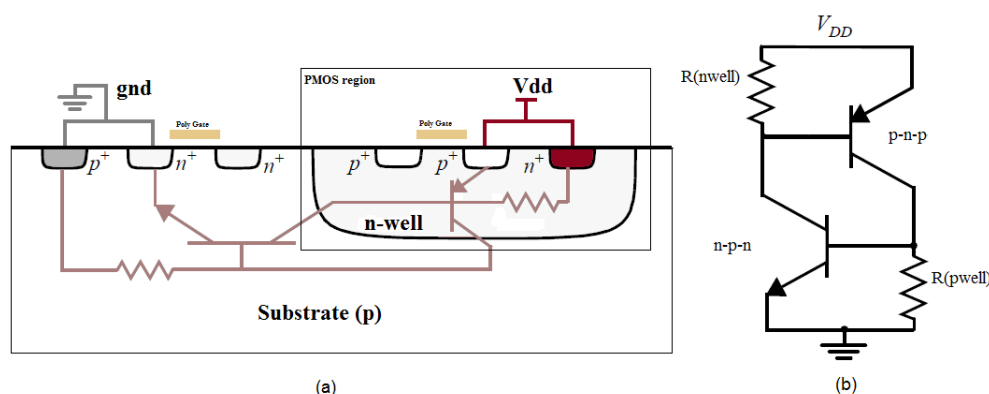 PMOS region
gnd
Vdd
Poly Gate
Poly Gate
p+
n+
n+
p+
p+
n+
n-well
Substrate (p)
(a)
VDD
R(nwell)
p-n-p
n-p-n
R(pwell)
(b)